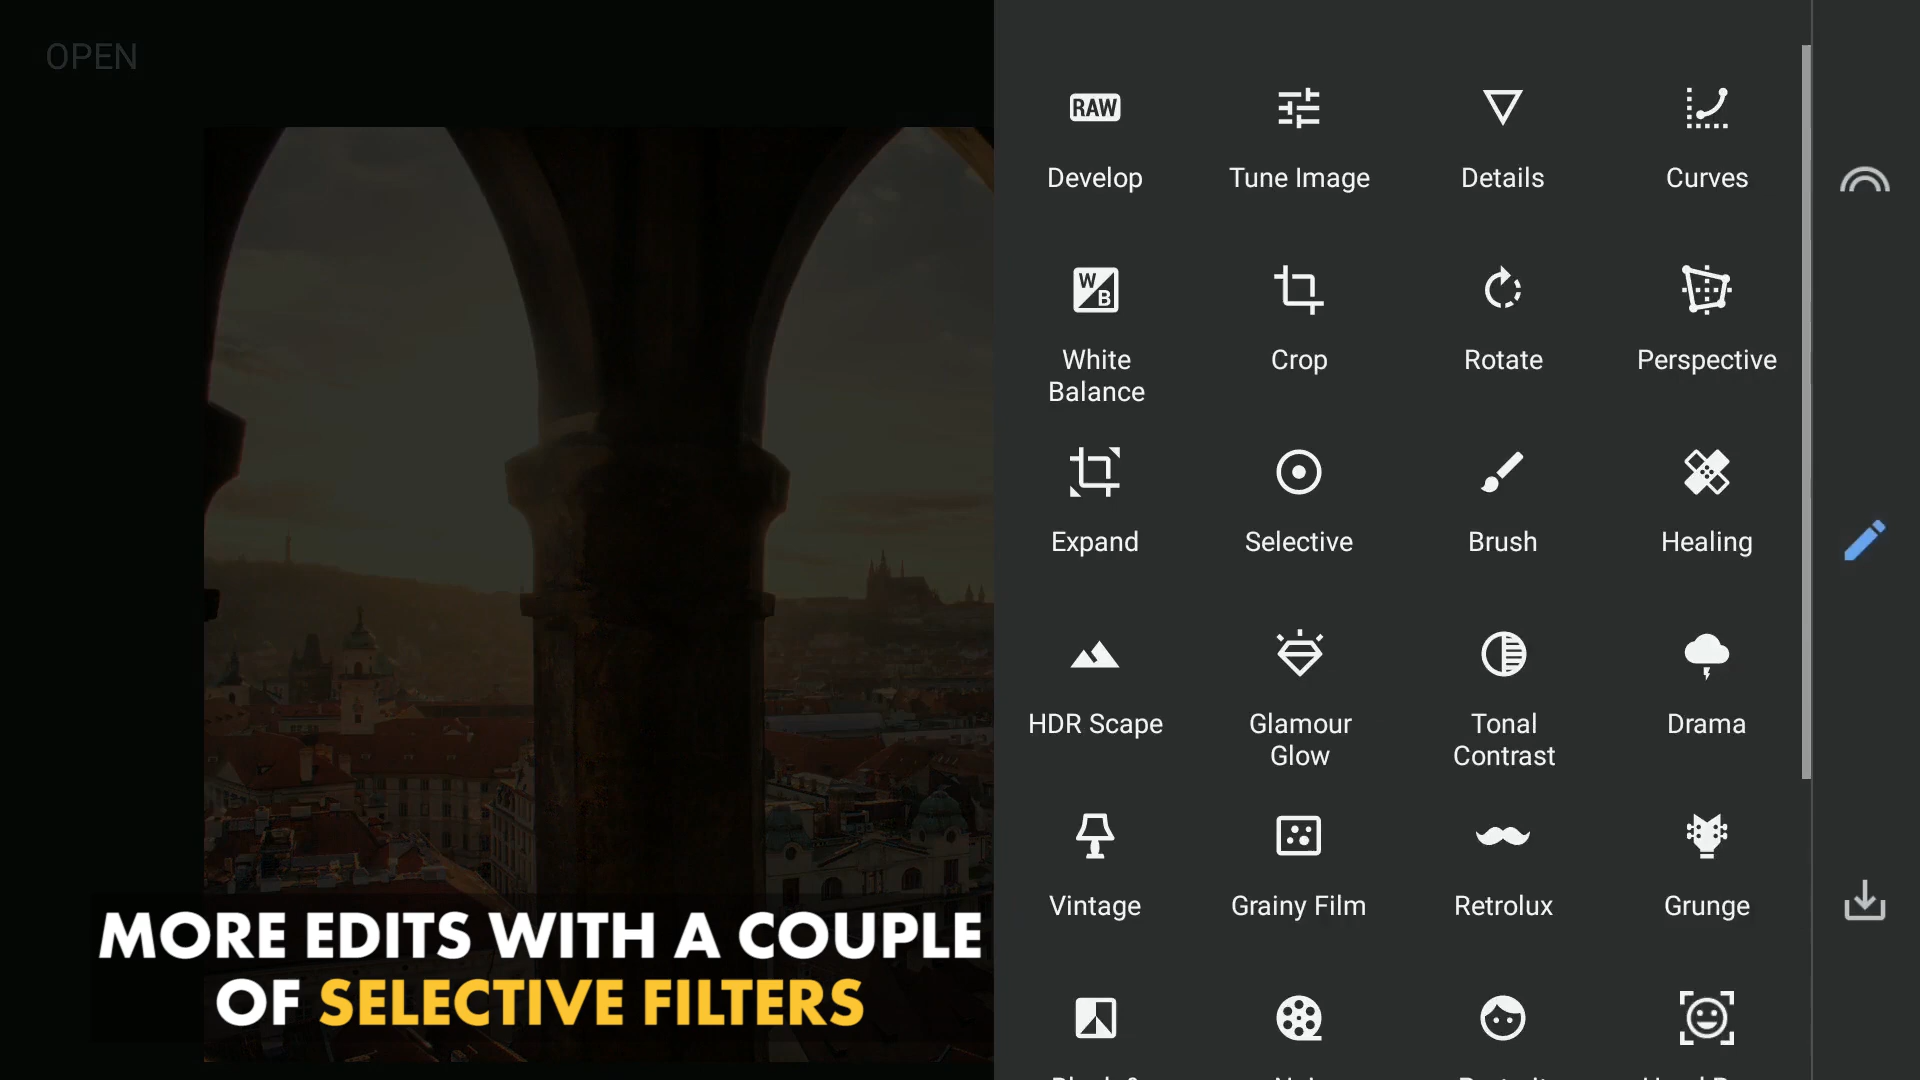 OPEN
RAW
Develop
Tune Image
Details
Curves
W
B
White
Balance
Crop
Rotate
Perspective
Expand
Selective
Brush
Healing
HDR Scape
Glamour
Glow
Tonal
Contrast
Drama
Vintage
Grainy Film
Retrolux
Grunge
MORE EDITS WITH A COUPLE
OF SELECTIVE FILTERS